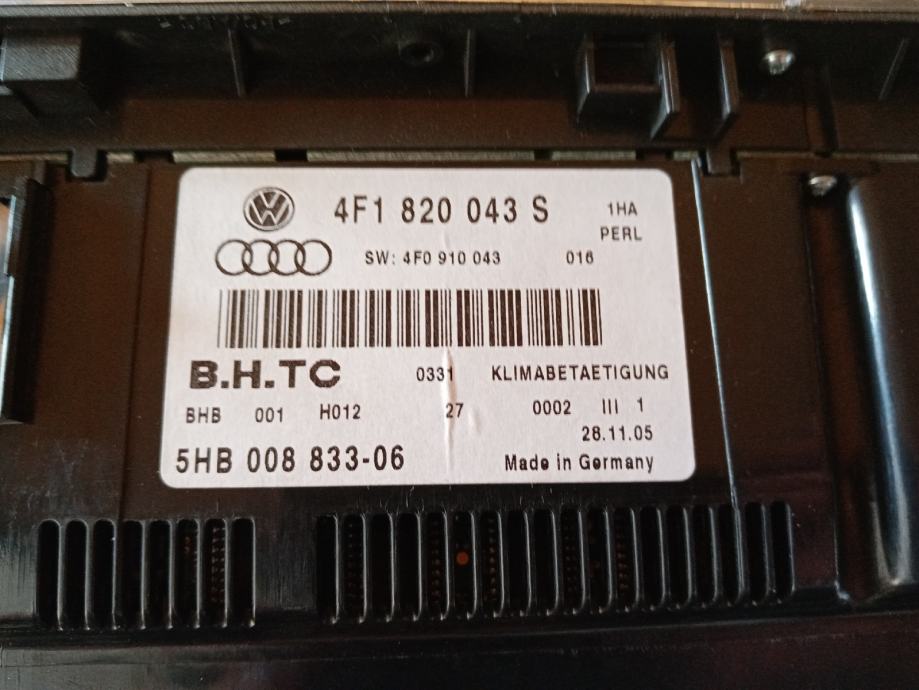 4F1 820 043 S
1HA
PERL
SW: 4F0 910 043 016
B.H.TC 0331 KLIMABETAETIGUNG
BHB 001 H012 27 0002 III 1
28.11.05
5HB 008 833-06 Made in Germany